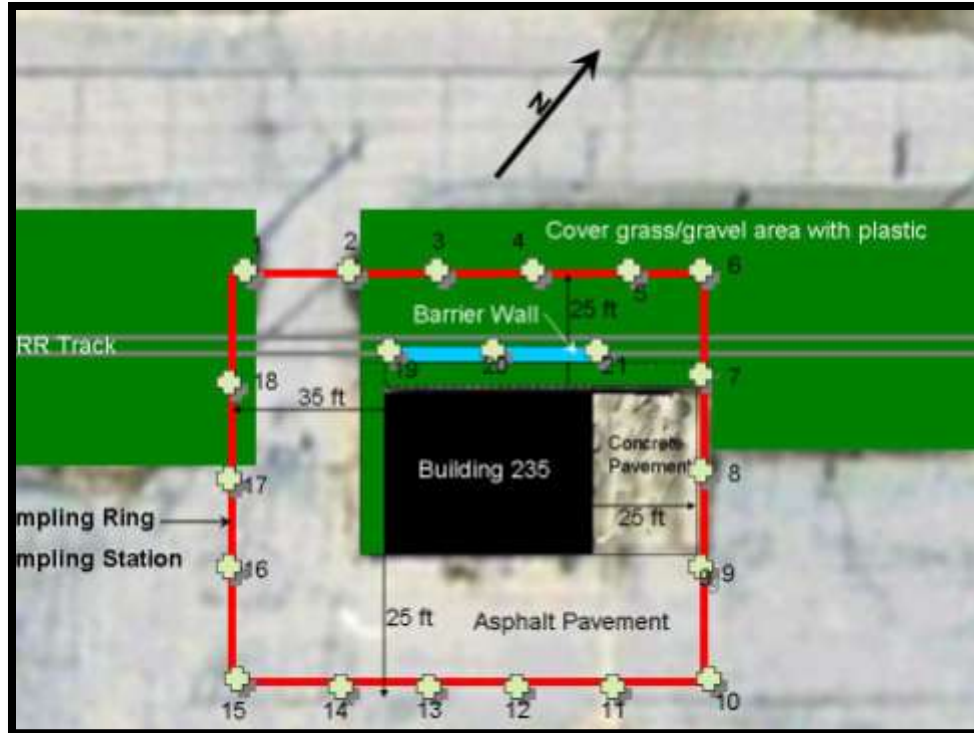 N
Cover grass/gravel area with plastic
1
2
3
4
5
6
25 ft
Barrier Wall
RR Track
19
20
21
7
18
35 ft
Concrete
Pavement
Building 235
8
17
25 ft
mpling Ring
mpling Station
16
9
25 ft
Asphalt Pavement
15
14
13
12
11
10